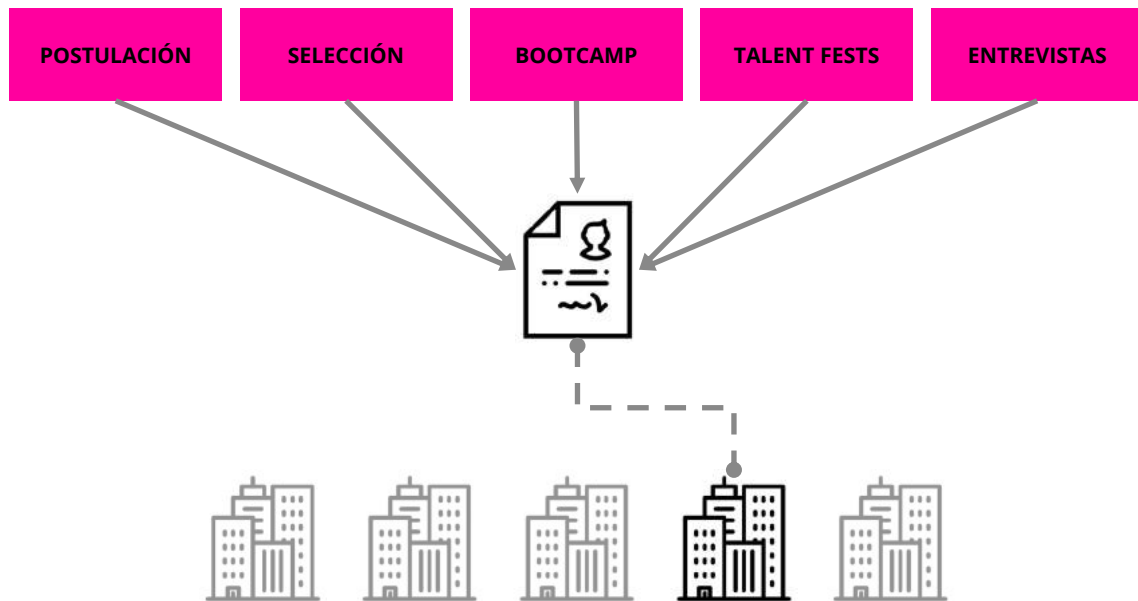 POSTULACIÓN
SELECCIÓN
BOOTCAMP
TALENT FESTS
ENTREVISTAS